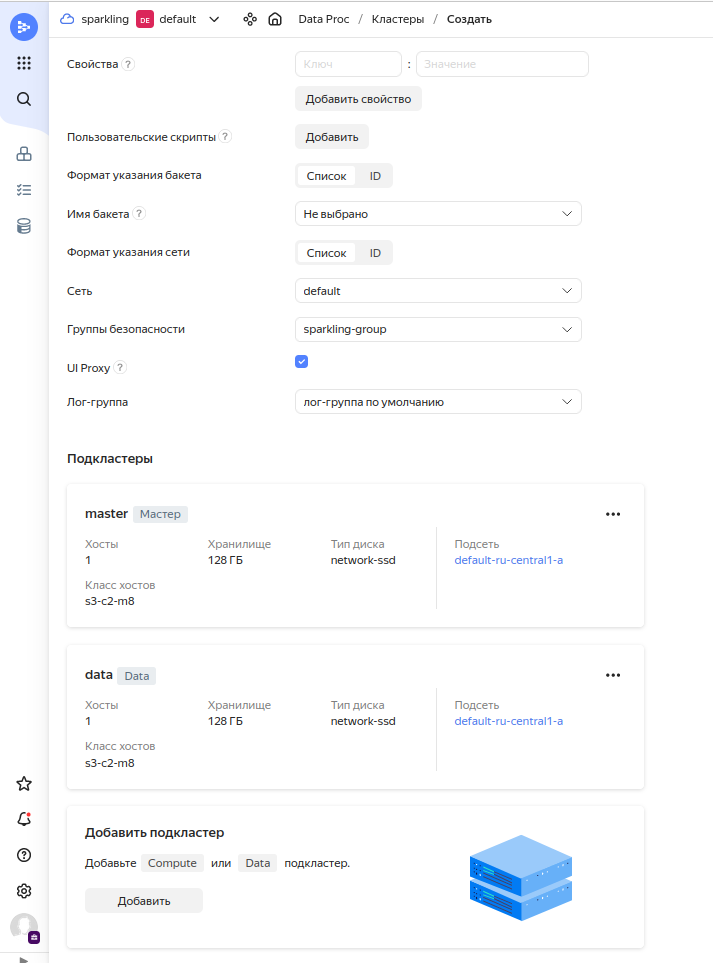 sparkling DE default Data Proc / Кластеры / Создать
Свойства ? Ключ : Значение
Добавить свойство
Пользовательские скрипты ? Добавить
Формат указания бакета Список ID
Имя бакета ? Не выбрано
Формат указания сети Список ID
Сеть default
Группы безопасности sparkling-group
UI Proxy ?
Лог-группа лог-группа по умолчанию
Подкластеры
master Мастер
Хосты Хранилище Тип диска Подсеть
1 128 ГБ network-ssd default-ru-central1-a
Класс хостов
s3-c2-m8
data Data
Хосты Хранилище Тип диска Подсеть
1 128 ГБ network-ssd default-ru-central1-a
Класс хостов
s3-c2-m8
Добавить подкластер
Добавьте Compute или Data подкластер.
Добавить